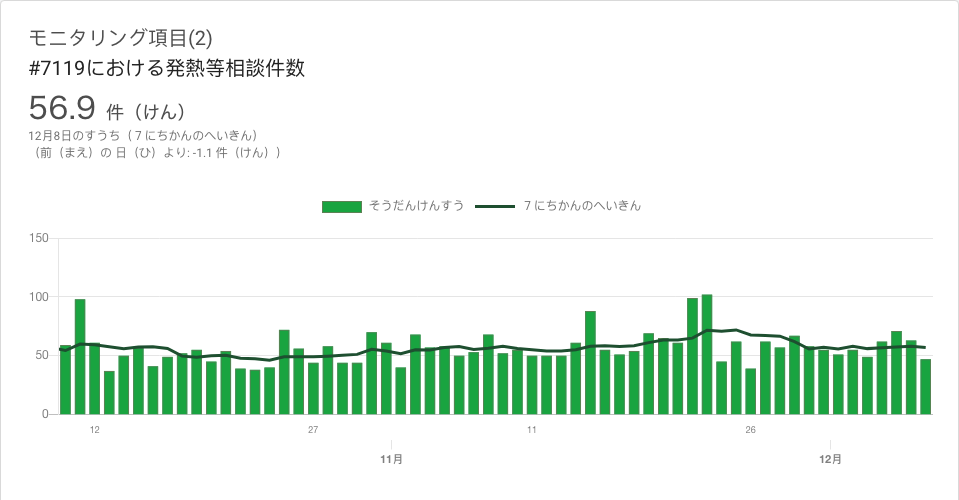 モニタリング項目(2)
#7119における発熱等相談件数
56.9 件（けん）
12月8日のすうち（７にちかんのへいきん）
（前（まえ）の 日（ひ）より: -1.1 件（けん））
そうだんけんすう ７にちかんのへいきん
150
100
50
0
12 27 11 26
11月 12月